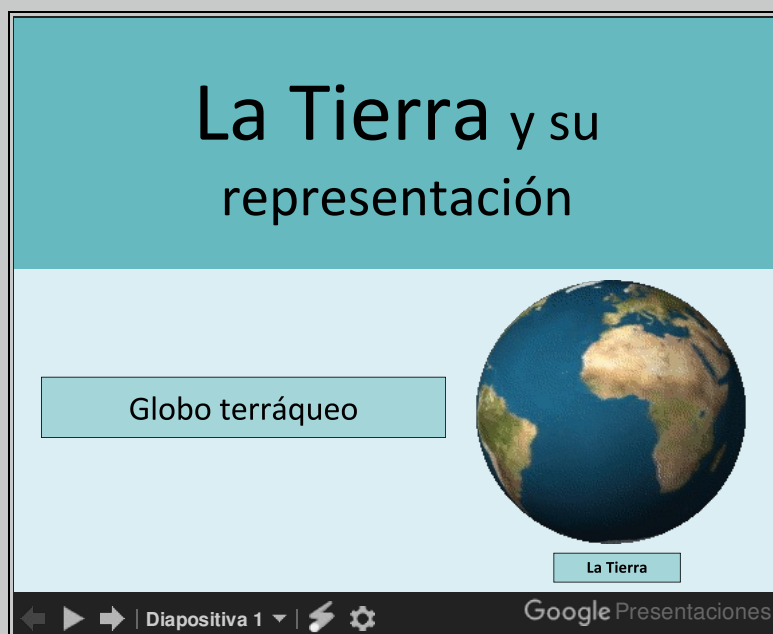 La Tierra y su
representación
Globo terráqueo
La Tierra
Diapositiva 1
Google Presentaciones